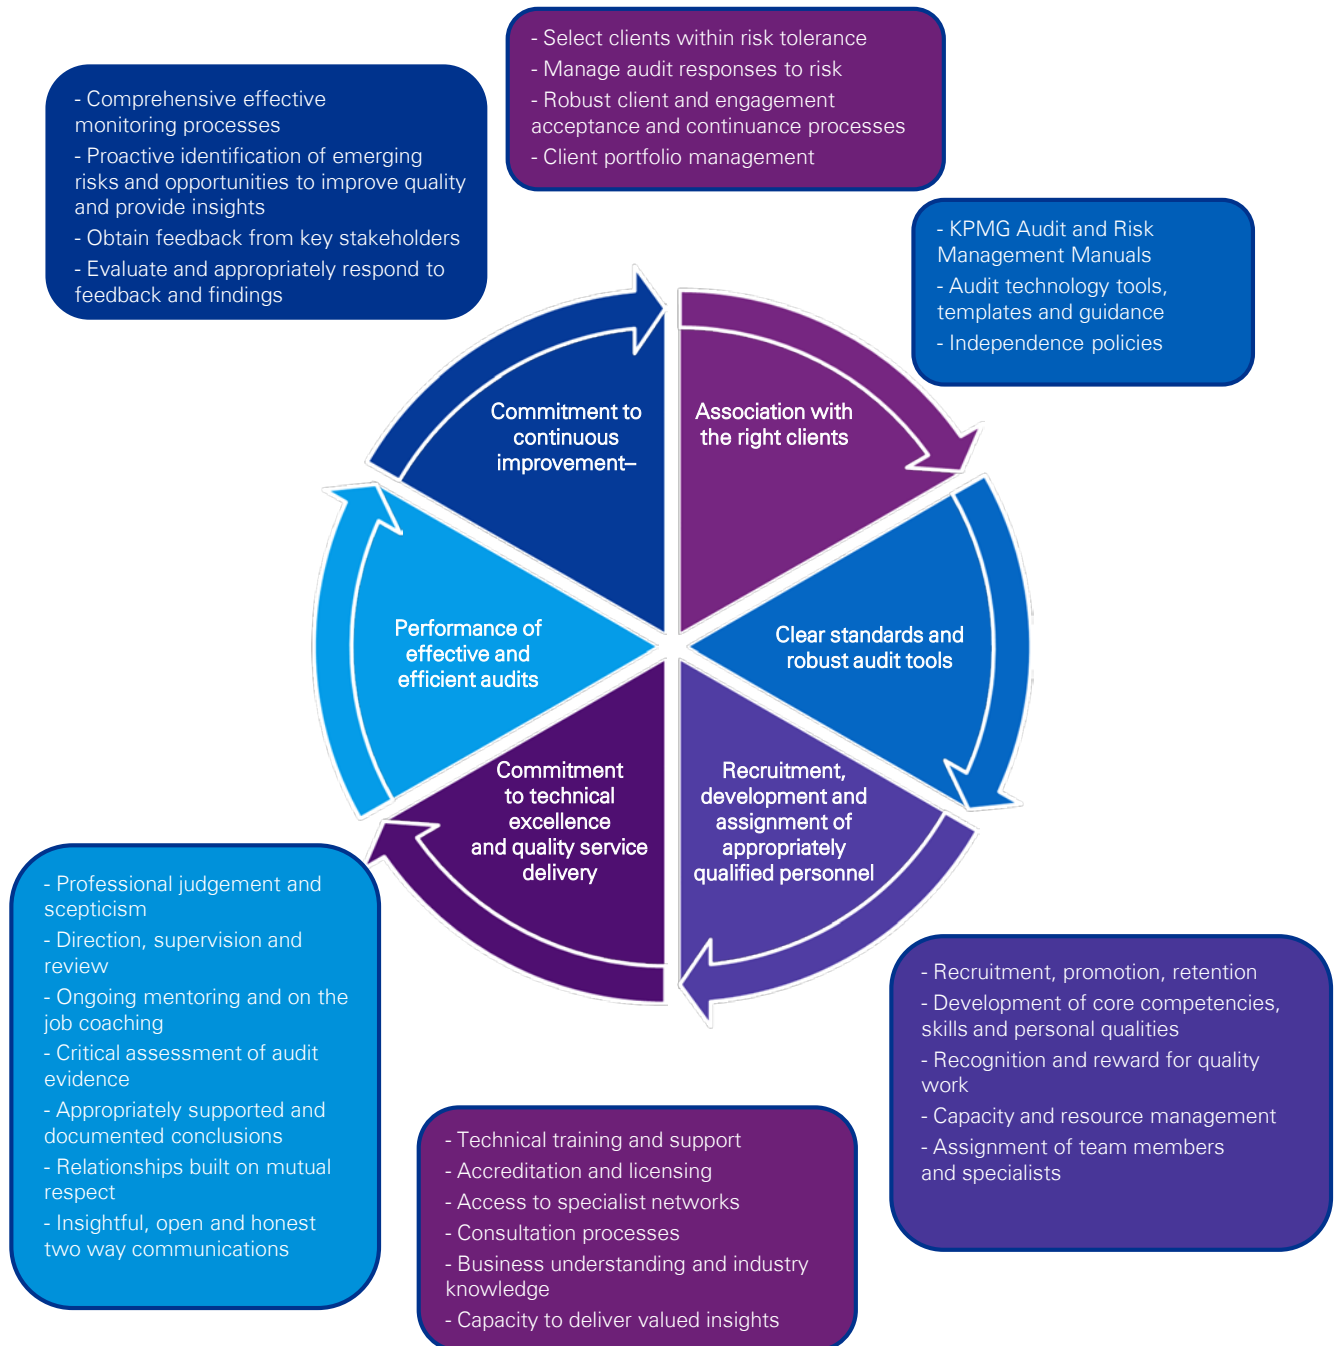 - Select clients within risk tolerance
- Manage audit responses to risk
- Robust client and engagement
acceptance and continuance processes
- Client portfolio management
- Comprehensive effective
monitoring processes
- Proactive identification of emerging
risks and opportunities to improve quality
and provide insights
- Obtain feedback from key stakeholders
- Evaluate and appropriately respond to
feedback and findings
- KPMG Audit and Risk
Management Manuals
- Audit technology tools,
templates and guidance
- Independence policies
Commitment to
continuous
improvement–
Association with
the right clients
Performance of
effective and
efficient audits
Clear standards and
robust audit tools
Commitment
to technical
excellence
and quality service
delivery
Recruitment,
development and
assignment of
appropriately
qualified personnel
- Professional judgement and
scepticism
- Direction, supervision and
review
- Ongoing mentoring and on the
job coaching
- Critical assessment of audit
evidence
- Appropriately supported and
documented conclusions
- Relationships built on mutual
respect
- Insightful, open and honest
two way communications
- Recruitment, promotion, retention
- Development of core competencies,
skills and personal qualities
- Recognition and reward for quality
work
- Capacity and resource management
- Assignment of team members
and specialists
- Technical training and support
- Accreditation and licensing
- Access to specialist networks
- Consultation processes
- Business understanding and industry
knowledge
- Capacity to deliver valued insights